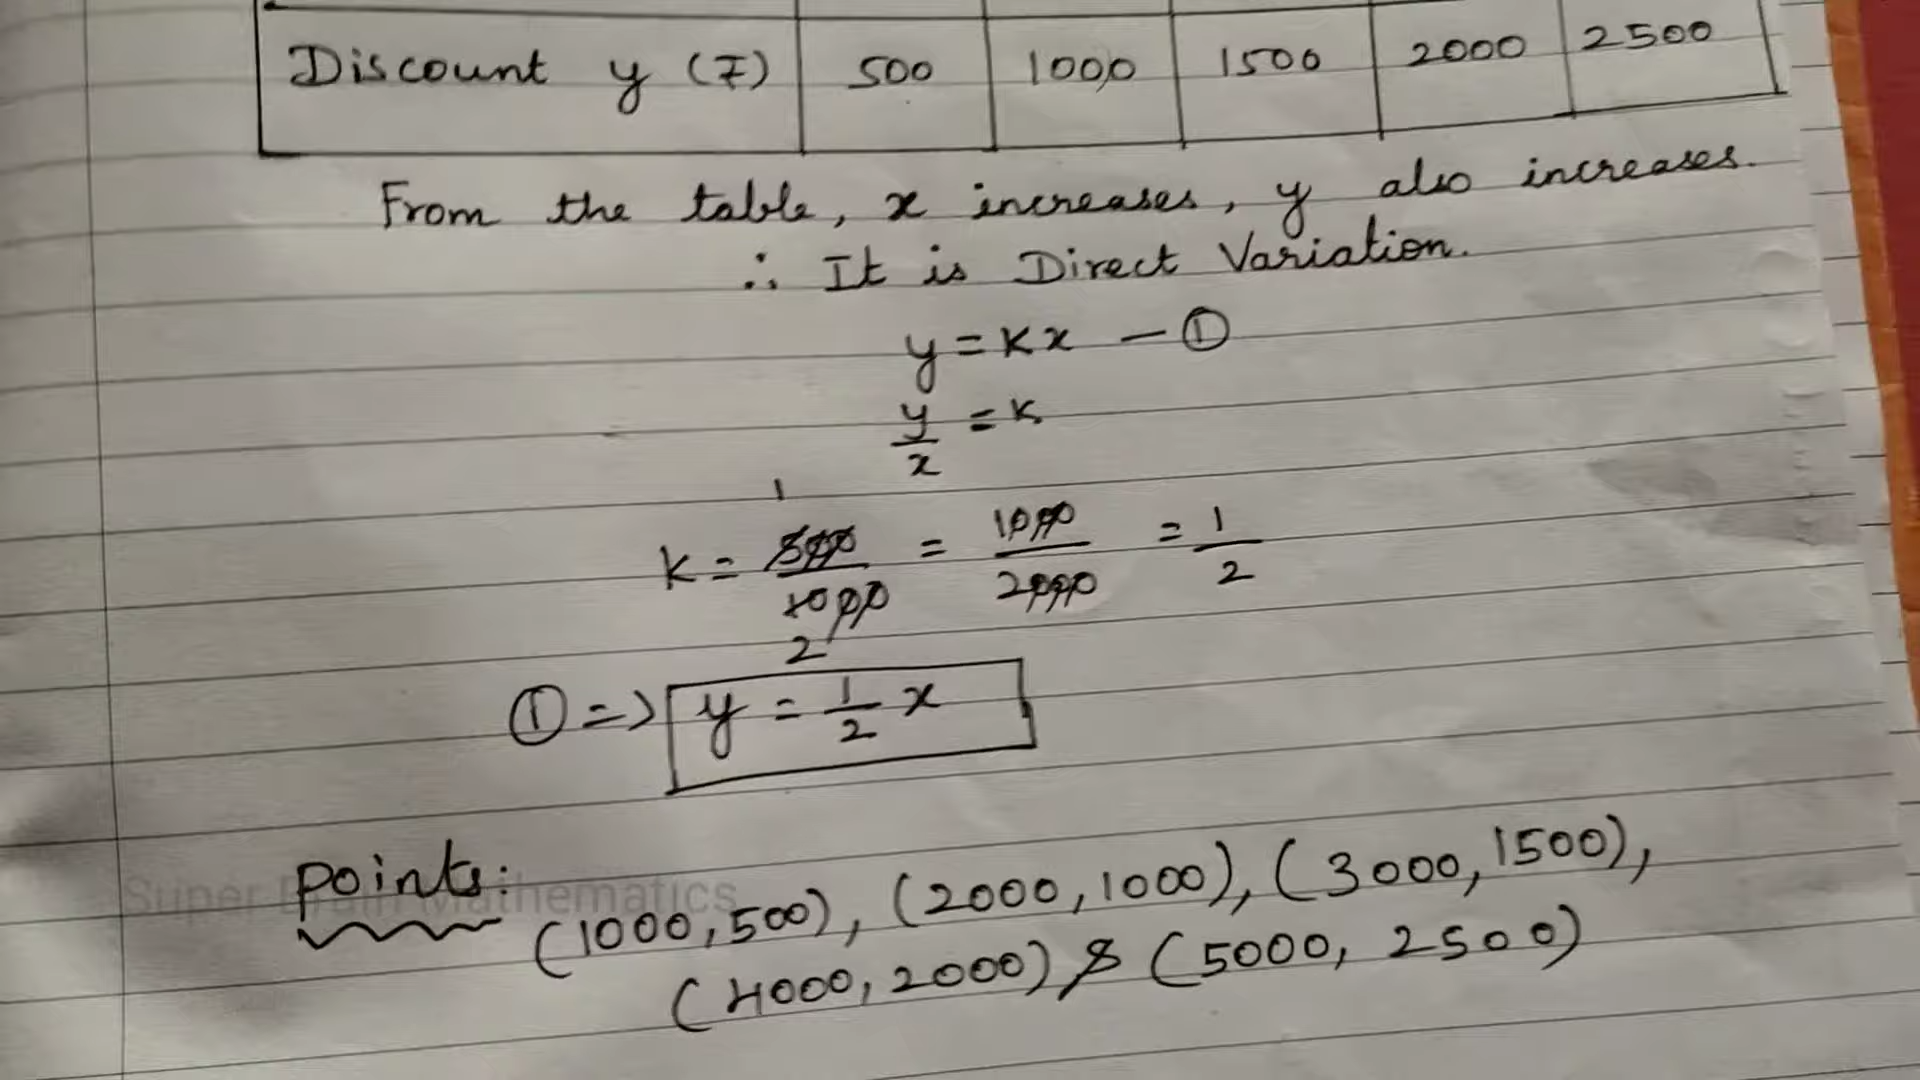 Discount y (₹) 500 1000 1500 2000 2500
From the table, x increases, y also increases.
∴ It is Direct Variation.
y = kx — ①
y/x = k
k = 500/1000 = 1000/2000 = 1/2
1
2
① => y = 1/2 x
Points:
Super Brain Mathematics
(1000, 500), (2000, 1000), (3000, 1500),
(4000, 2000) & (5000, 2500)